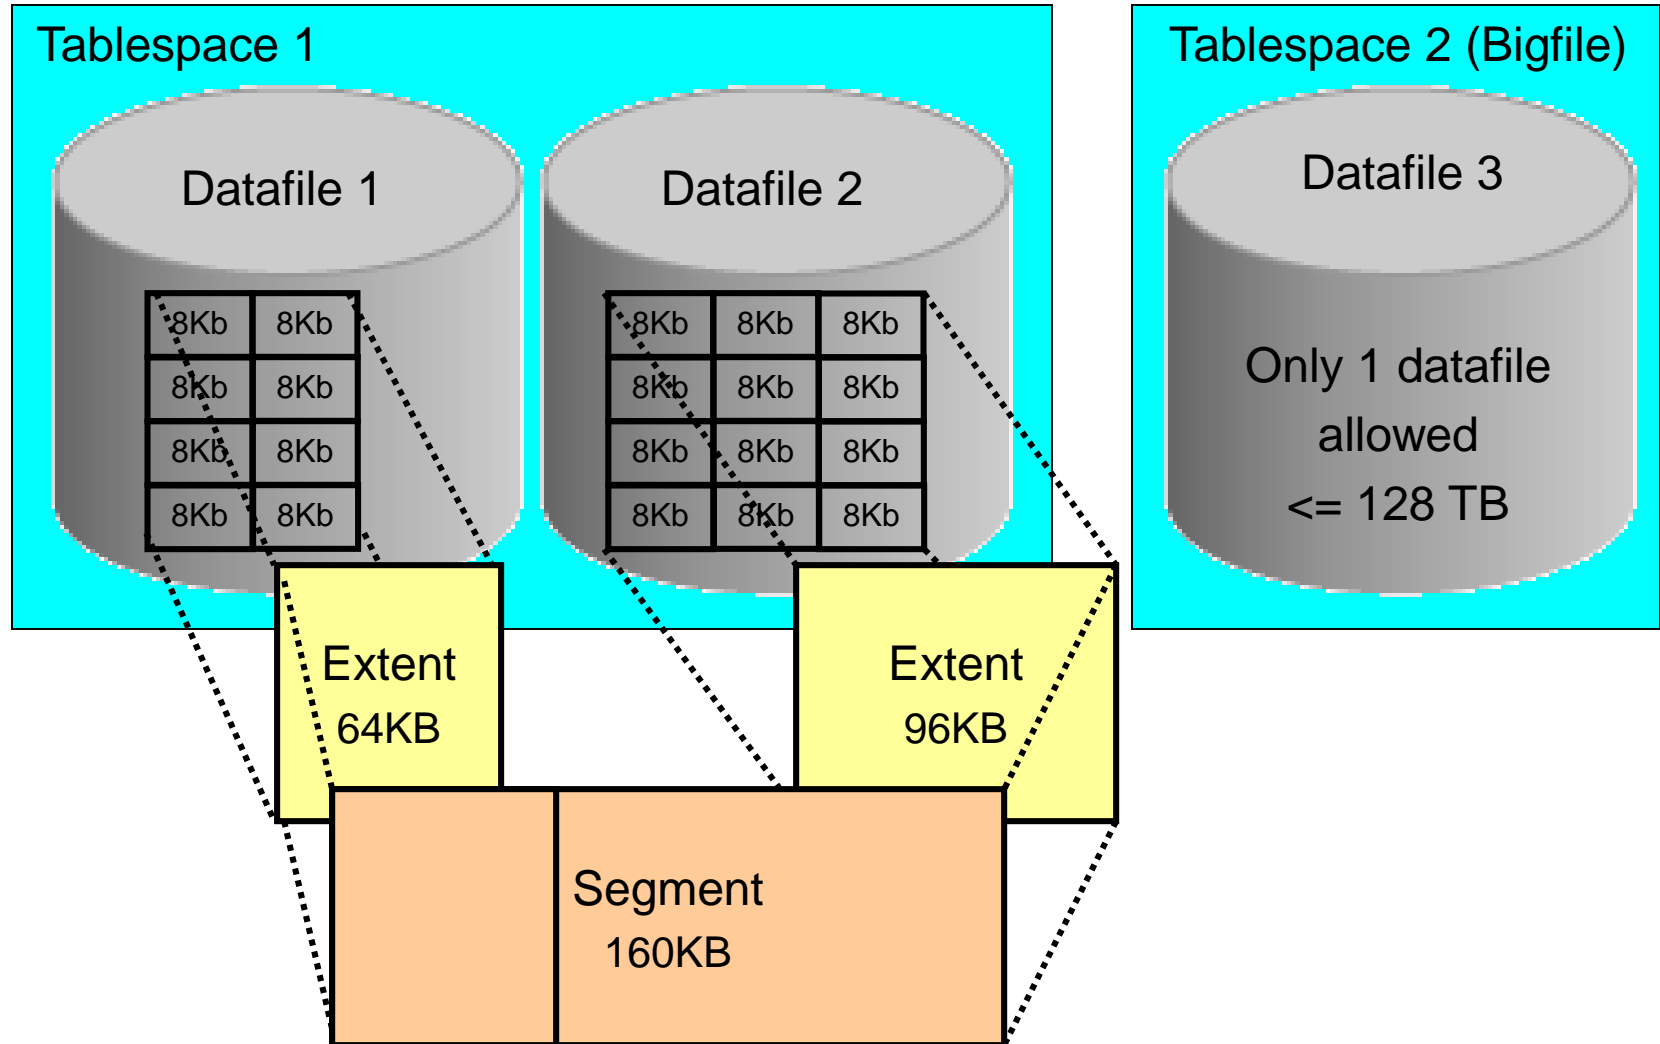 Tablespace 1
Tablespace 2 (Bigfile)
Datafile 1
Datafile 2
Datafile 3
8Kb 8Kb
8Kb 8Kb
8Kb 8Kb
8Kb 8Kb
8Kb 8Kb 8Kb
8Kb 8Kb 8Kb
8Kb 8Kb 8Kb
8Kb 8Kb 8Kb
Only 1 datafile
allowed
<= 128 TB
Extent
64KB
Extent
96KB
Segment
160KB